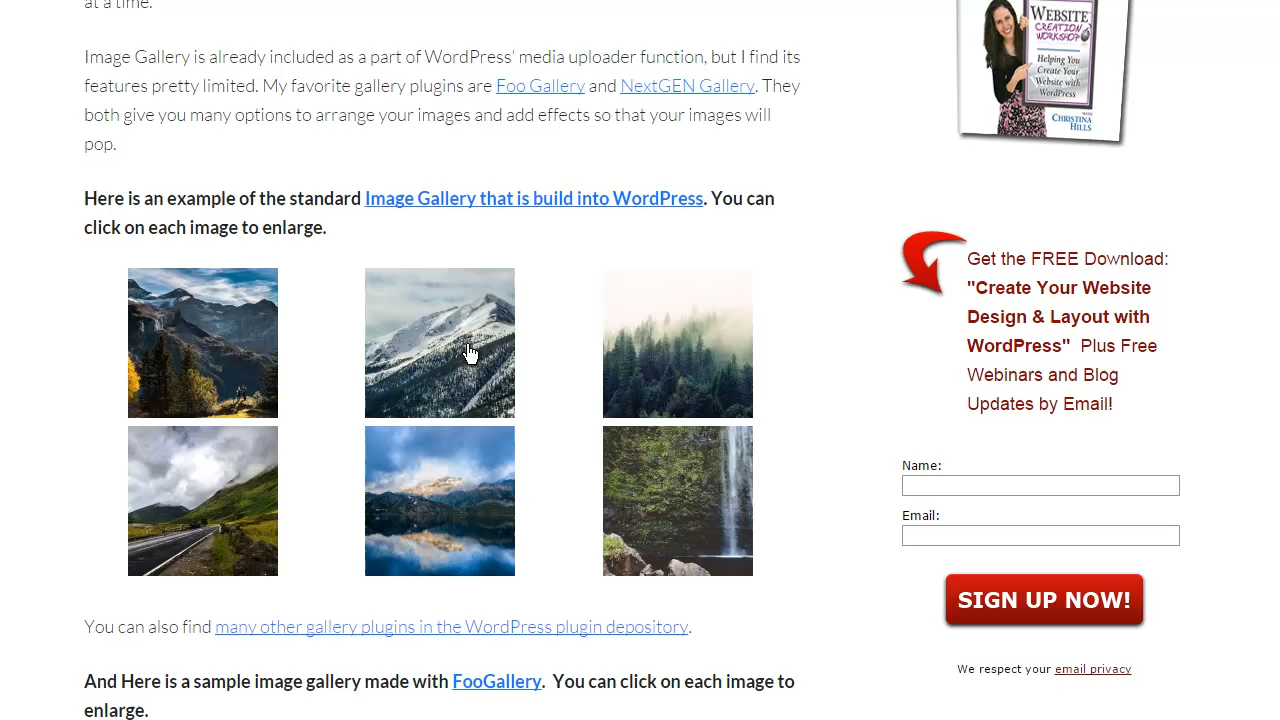 at a time.
Image Gallery is already included as a part of WordPress' media uploader function, but I find its
features pretty limited. My favorite gallery plugins are Foo Gallery and NextGEN Gallery. They
both give you many options to arrange your images and add effects so that your images will
pop.
Here is an example of the standard Image Gallery that is build into WordPress. You can
click on each image to enlarge.
You can also find many other gallery plugins in the WordPress plugin depository.
And Here is a sample image gallery made with FooGallery. You can click on each image to
enlarge.
WEBSITE
CREATION
WORKSHOP
Helping You
Create Your
Website with
WordPress
WITH
CHRISTINA
HILLS
Get the FREE Download:
"Create Your Website
Design & Layout with
WordPress" Plus Free
Webinars and Blog
Updates by Email!
Name:
Email:
SIGN UP NOW!
We respect your email privacy